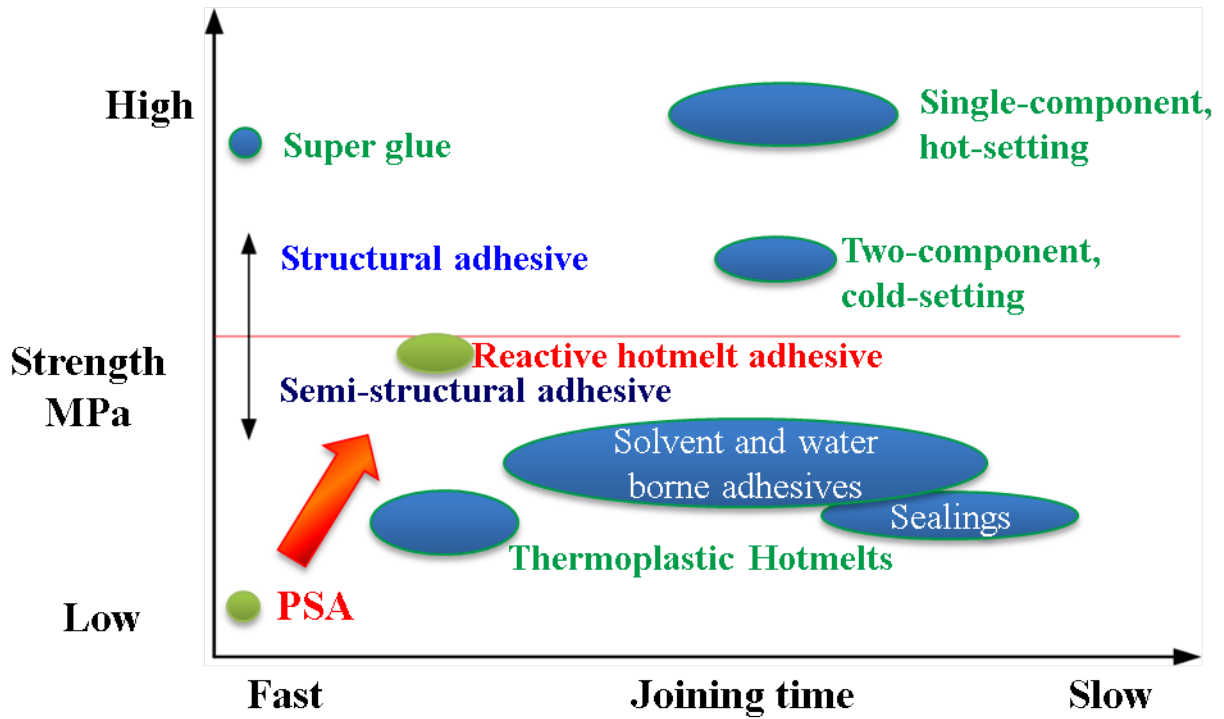 High
Single-component,
hot-setting
Super glue
Structural adhesive
Two-component,
cold-setting
Strength
MPa
Reactive hotmelt adhesive
Semi-structural adhesive
Solvent and water
borne adhesives
Sealings
Thermoplastic Hotmelts
Low
PSA
Fast
Joining time
Slow